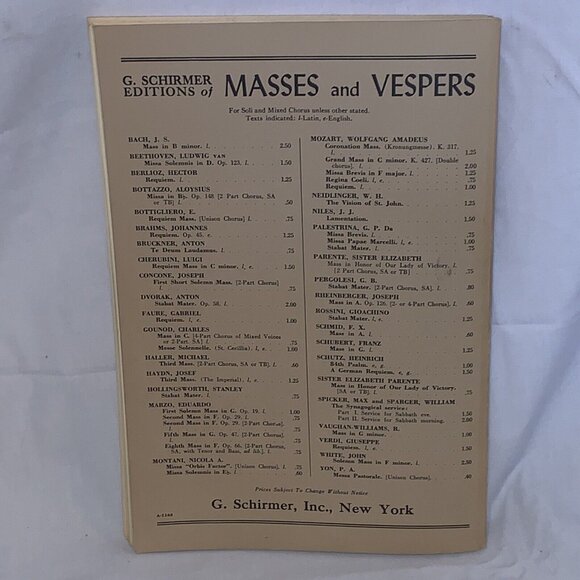 G. SCHIRMER
EDITIONS of MASSES and VESPERS
For Soli and Mixed Chorus unless other stated.
Texts indicated: l-Latin, e-English.
BACH, J. S.
Mass in B minor. l. 2.50
BEETHOVEN, LUDWIG VAN
Missa Solemnis in D. Op. 123. l. 1.50
BERLIOZ, HECTOR
Requiem. l. 1.25
BOTTAZZO, ALOYSIUS
Missa in B♭. Op. 148 [2 Part Chorus, SA
or TB] l. .50
BOTTIGLIERO, E.
Requiem Mass. [Unison Chorus] l. .75
BRAHMS, JOHANNES
Requiem. Op. 45. e. 1.25
BRUCKNER, ANTON
Te Deum Laudamus. l. .75
CHERUBINI, LUIGI
Requiem Mass in C minor. l, e. 1.50
CONCONE, JOSEPH
First Short Solemn Mass. [2-Part Chorus]
l. .75
DVORAK, ANTON
Stabat Mater. Op. 58. l. 2.00
FAURE, GABRIEL
Requiem. l, e. 1.00
GOUNOD, CHARLES
Mass in C. [4-Part Chorus of Mixed Voices
or 2-Part SA] l. .75
Messe Solennelle. (St. Cecilia). l, e. 1.00
HALLER, MICHAEL
Third Mass. [2-Part Chorus, SA or TB] l. .60
HAYDN, JOSEF
Third Mass. (The Imperial) l, e. 1.25
HOLLINGSWORTH, STANLEY
Stabat Mater. l. .75
MARZO, EDUARDO
First Solemn Mass in G. Op. 19. l. 1.00
Second Mass in F. Op. 29. l. .75
Second Mass in F. Op. 29. [2-Part Chorus].
l. .75
Fifth Mass in G. Op. 47. [2-Part Chorus].
l. .75
Eighth Mass in F. Op. 66. [2-Part Chorus,
SA, with Tenor and Bass, ad lib.] l. .75
MONTANI, NICOLA A.
Missa "Orbis Factor". [Unison Chorus]. l. .75
Missa Solemnis in E♭. l. .60
MOZART, WOLFGANG AMADEUS
Coronation Mass. (Kronungmesse). K. 317.
l. 1.25
Grand Mass in C minor. K. 427. [Double
chorus]. l. 2.00
Missa Brevis in F major. l. 1.25
Regina Coeli. l, e. .75
Requiem. l. 1.00
NEIDLINGER, W. H.
The Vision of St. John. 1.25
NILES, J. J.
Lamentation. 1.50
PALESTRINA, G. P. Da
Missa Brevis. l. .75
Missa Papae Marcelli. l, e. 1.00
Stabat Mater. l. .75
PARENTE, SISTER ELIZABETH
Mass in Honor of Our Lady of Victory. l.
[2 Part Chorus, SA or TB] .75
PERGOLESI, G. B.
Stabat Mater. [2-Part Chorus, SA]. l. .80
RHEINBERGER, JOSEPH
Mass in A. Op 126. [2- or 4-Part Chorus]. l. .60
ROSSINI, GIOACHINO
Stabat Mater. l, e. 1.25
SCHMID, F. X.
Mass in A. l. .60
SCHUBERT, FRANZ
Mass in G. l. 1.25
SCHUTZ, HEINRICH
84th Psalm. e, g. 1.00
A German Requiem. e, g. 1.50
SISTER ELIZABETH PARENTE
Mass in Honor of Our Lady of Victory.
[SA or TB] l. .75
SPICKER, MAX and SPARGER, WILLIAM
The Synagogical service:
Part I. Service for Sabbath eve. 1.50
Part II. Service for Sabbath morning. 2.00
VAUGHAN-WILLIAMS, R.
Mass in G minor. 1.00
VERDI, GIUSEPPE
Requiem. l. 1.50
WHITE, JOHN
Solemn Mass in F minor. l. 2.50
YON, P. A.
Messa Pastorale. [Unison Chorus]. .40
Prices Subject To Change Without Notice
G. Schirmer, Inc., New York